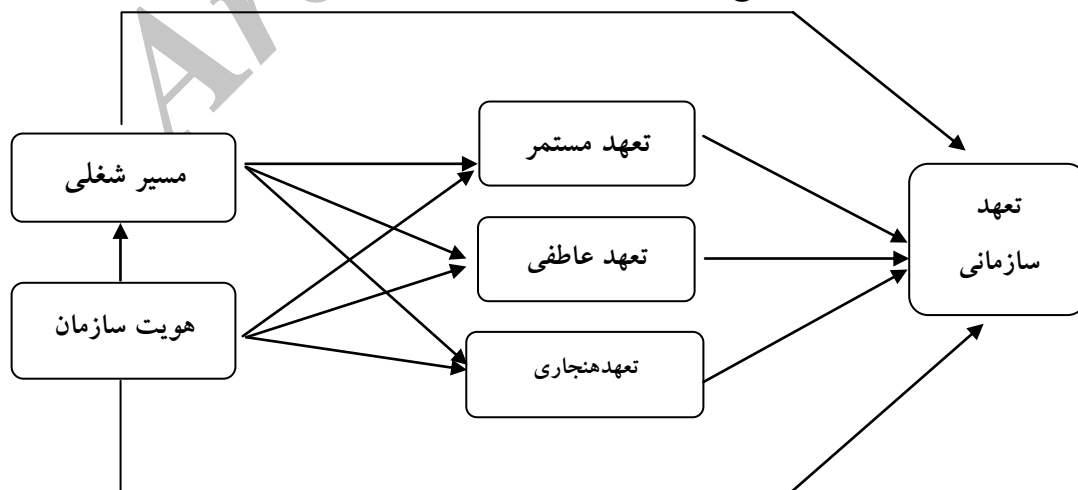 مسیر شغلی
هویت سازمان
تعهد مستمر
تعهد عاطفی
تعهدهنجاری
تعهد
سازمانی